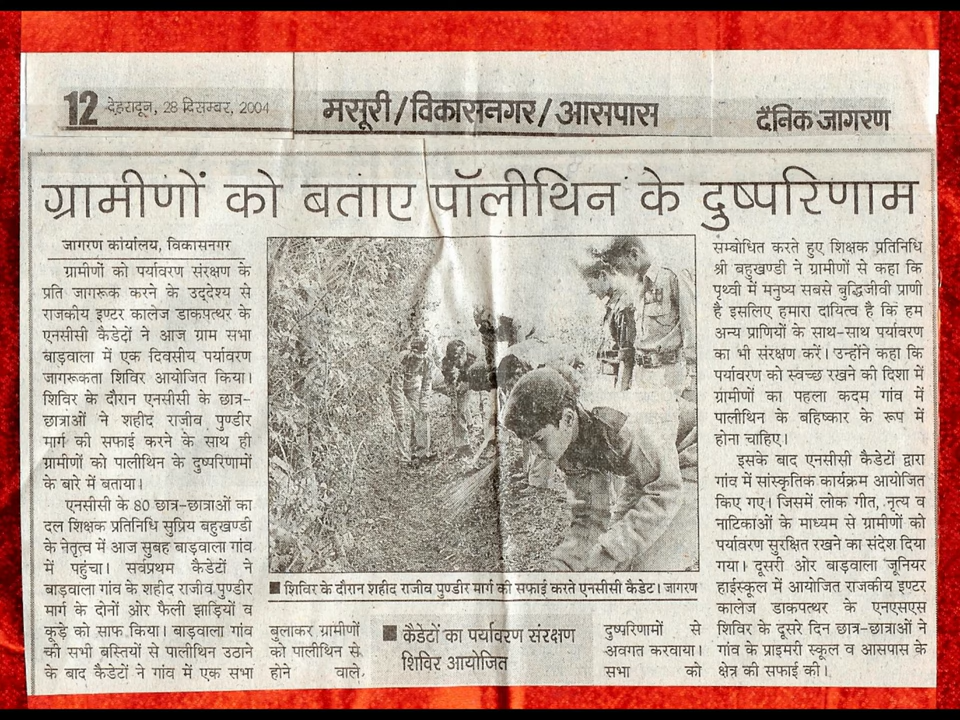 12 देहरादून, 28 दिसम्बर, 2004
मसूरी/विकासनगर/आसपास
दैनिक जागरण
ग्रामीणों को बताए पॉलीथिन के दुष्परिणाम
जागरण कार्यालय, विकासनगर
ग्रामीणों को पर्यावरण संरक्षण के
प्रति जागरूक करने के उद्देश्य से
राजकीय इण्टर कालेज डाकपत्थर के
एनसीसी कैडेटों ने आज ग्राम सभा
बाड़वाला में एक दिवसीय पर्यावरण
जागरूकता शिविर आयोजित किया।
शिविर के दौरान एनसीसी के छात्र-
छात्राओं ने शहीद राजीव पुण्डीर
मार्ग की सफाई करने के साथ ही
ग्रामीणों को पालीथिन के दुष्परिणामों
के बारे में बताया।
एनसीसी के 80 छात्र-छात्राओं का
दल शिक्षक प्रतिनिधि सुप्रिय बहुखण्डी
के नेतृत्व में आज सुबह बाड़वाला गांव
में पहुंचा। सर्वप्रथम कैडेटों ने
बाड़वाला गांव के शहीद राजीव पुण्डीर
मार्ग के दोनों ओर फैली झाड़ियों व
कूड़े को साफ किया। बाड़वाला गांव
की सभी बस्तियों से पालीथिन उठाने
के बाद कैडेटों ने गांव में एक सभा
■ शिविर के दौरान शहीद राजीव पुण्डीर मार्ग की सफाई करते एनसीसी कैडेट। जागरण
बुलाकर ग्रामीणों
को पालीथिन से
होने वाले
■ कैडेटों का पर्यावरण संरक्षण
शिविर आयोजित
दुष्परिणामों से
अवगत करवाया।
सभा को
सम्बोधित करते हुए शिक्षक प्रतिनिधि
श्री बहुखण्डी ने ग्रामीणों से कहा कि
पृथ्वी में मनुष्य सबसे बुद्धिजीवी प्राणी
है इसलिए हमारा दायित्व है कि हम
अन्य प्राणियों के साथ-साथ पर्यावरण
का भी संरक्षण करें। उन्होंने कहा कि
पर्यावरण को स्वच्छ रखने की दिशा में
ग्रामीणों का पहला कदम गांव में
पालीथिन के बहिष्कार के रूप में
होना चाहिए।
इसके बाद एनसीसी कैडेटों द्वारा
गांव में सांस्कृतिक कार्यक्रम आयोजित
किए गए। जिसमें लोक गीत, नृत्य व
नाटिकाओं के माध्यम से ग्रामीणों को
पर्यावरण सुरक्षित रखने का संदेश दिया
गया। दूसरी ओर बाड़वाला जूनियर
हाईस्कूल में आयोजित राजकीय इण्टर
कालेज डाकपत्थर के एनएसएस
शिविर के दूसरे दिन छात्र-छात्राओं ने
गांव के प्राइमरी स्कूल व आसपास के
क्षेत्र की सफाई की।